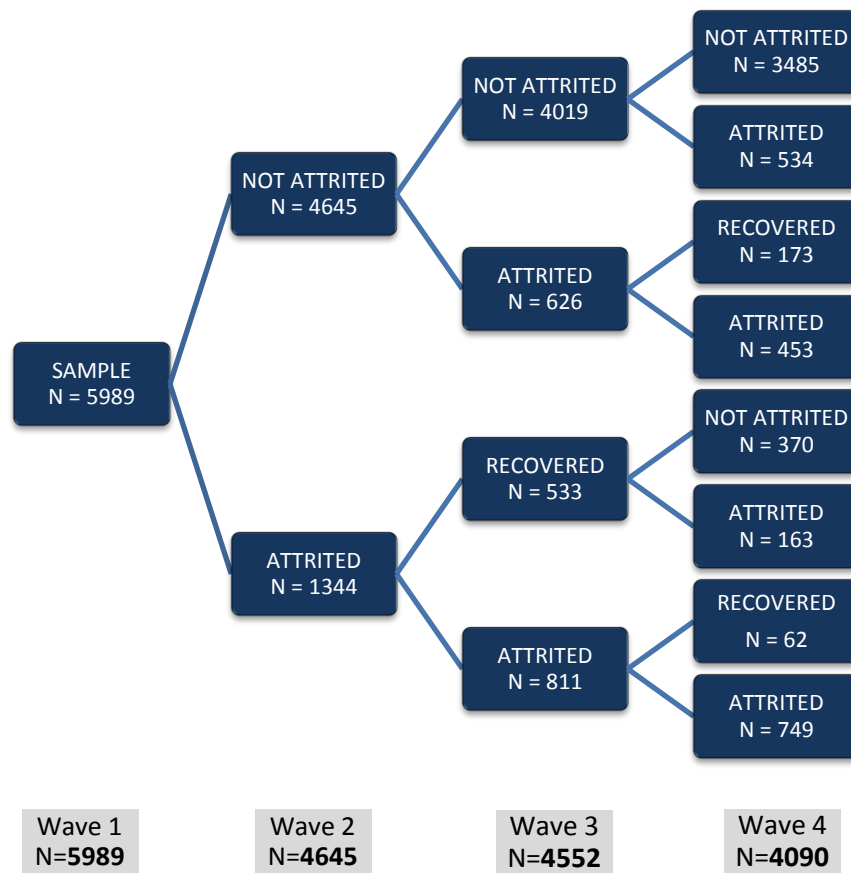 SAMPLE
N = 5989
NOT ATTRITED
N = 4645
ATTRITED
N = 1344
NOT ATTRITED
N = 4019
ATTRITED
N = 626
RECOVERED
N = 533
ATTRITED
N = 811
NOT ATTRITED
N = 3485
ATTRITED
N = 534
RECOVERED
N = 173
ATTRITED
N = 453
NOT ATTRITED
N = 370
ATTRITED
N = 163
RECOVERED
N = 62
ATTRITED
N = 749
Wave 1
N=5989
Wave 2
N=4645
Wave 3
N=4552
Wave 4
N=4090